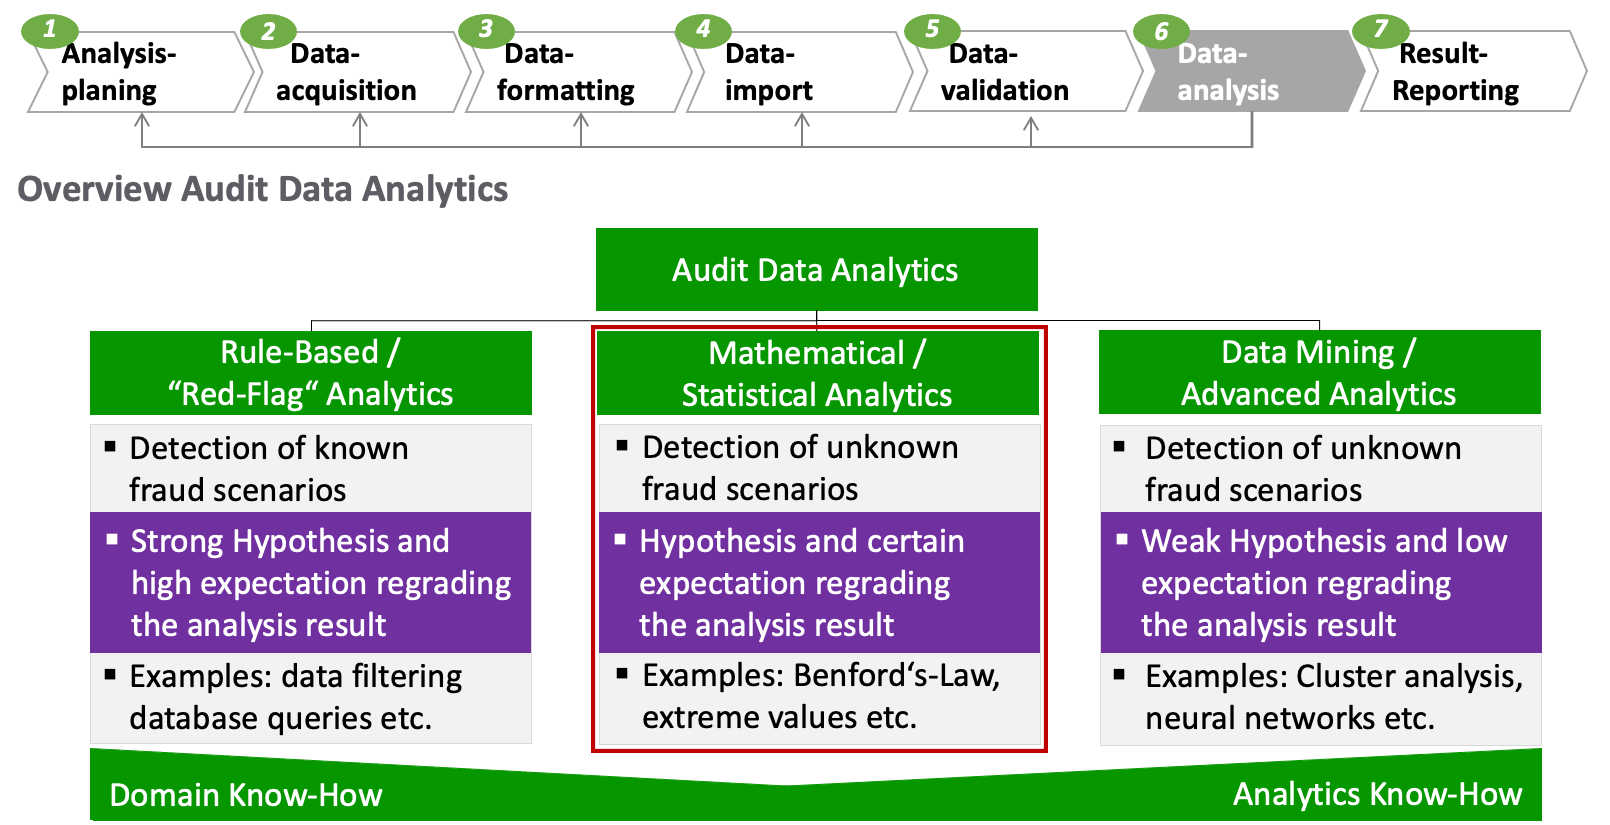 1
Analysis-
planing
2
Data-
acquisition
3
Data-
formatting
4
Data-
import
5
Data-
validation
6
Data-
analysis
7
Result-
Reporting
Overview Audit Data Analytics
Audit Data Analytics
Rule-Based /
“Red-Flag“ Analytics
▪ Detection of known
fraud scenarios
▪ Strong Hypothesis and
high expectation regrading
the analysis result
▪ Examples: data filtering
database queries etc.
Mathematical /
Statistical Analytics
▪ Detection of unknown
fraud scenarios
▪ Hypothesis and certain
expectation regrading
the analysis result
▪ Examples: Benford‘s-Law,
extreme values etc.
Data Mining /
Advanced Analytics
▪ Detection of unknown
fraud scenarios
▪ Weak Hypothesis and low
expectation regrading
the analysis result
▪ Examples: Cluster analysis,
neural networks etc.
Domain Know-How
Analytics Know-How